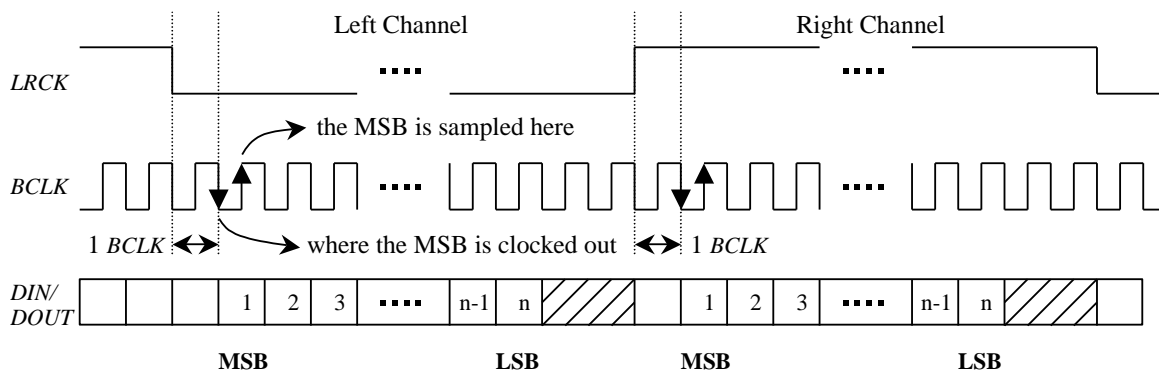 Left Channel Right Channel
LRCK
the MSB is sampled here
BCLK
1 BCLK where the MSB is clocked out 1 BCLK
DIN/
DOUT
1 2 3 n-1 n 1 2 3 n-1 n
MSB LSB MSB LSB